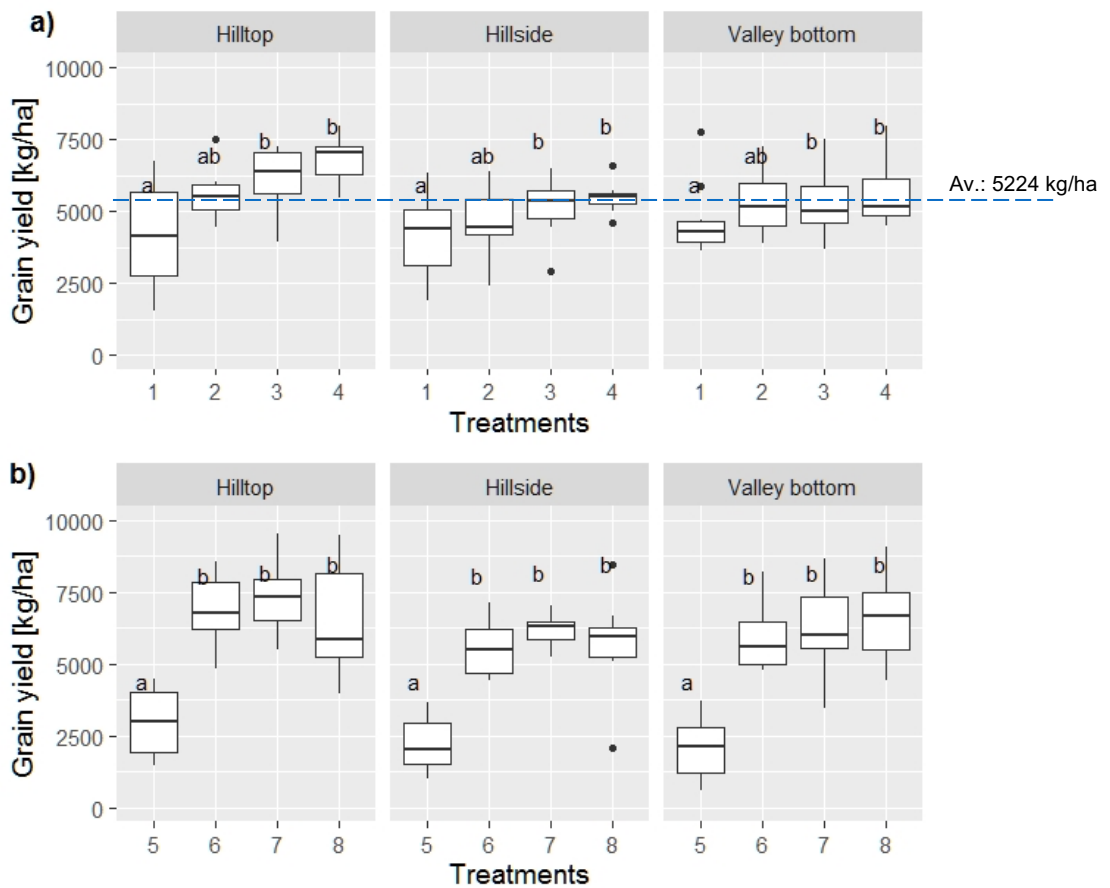 a)
Hilltop Hillside Valley bottom
10000
7500
5000
2500
0
Grain yield [kg/ha]
a ab b b
a ab b b
a ab b b
Av.: 5224 kg/ha
1 2 3 4 1 2 3 4 1 2 3 4
Treatments
b)
Hilltop Hillside Valley bottom
10000
7500
5000
2500
0
Grain yield [kg/ha]
a b b b
a b b b
a b b b
5 6 7 8 5 6 7 8 5 6 7 8
Treatments